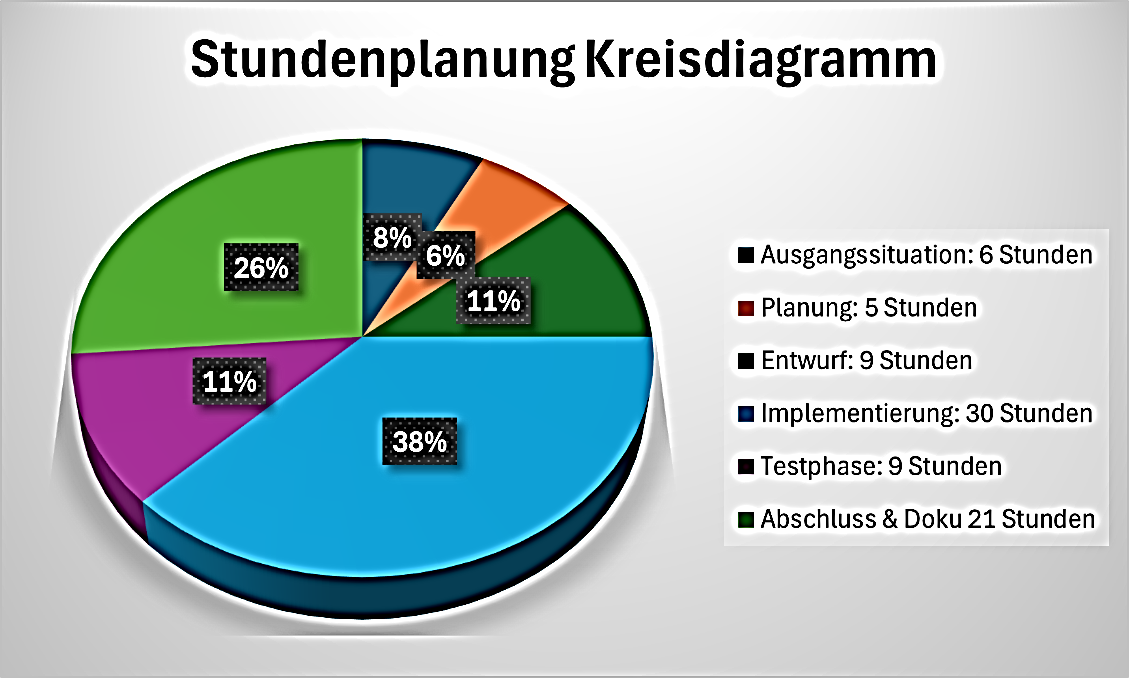 Stundenplanung Kreisdiagramm
8%
6%
11%
26%
11%
38%
Ausgangssituation: 6 Stunden
Planung: 5 Stunden
Entwurf: 9 Stunden
Implementierung: 30 Stunden
Testphase: 9 Stunden
Abschluss & Doku 21 Stunden